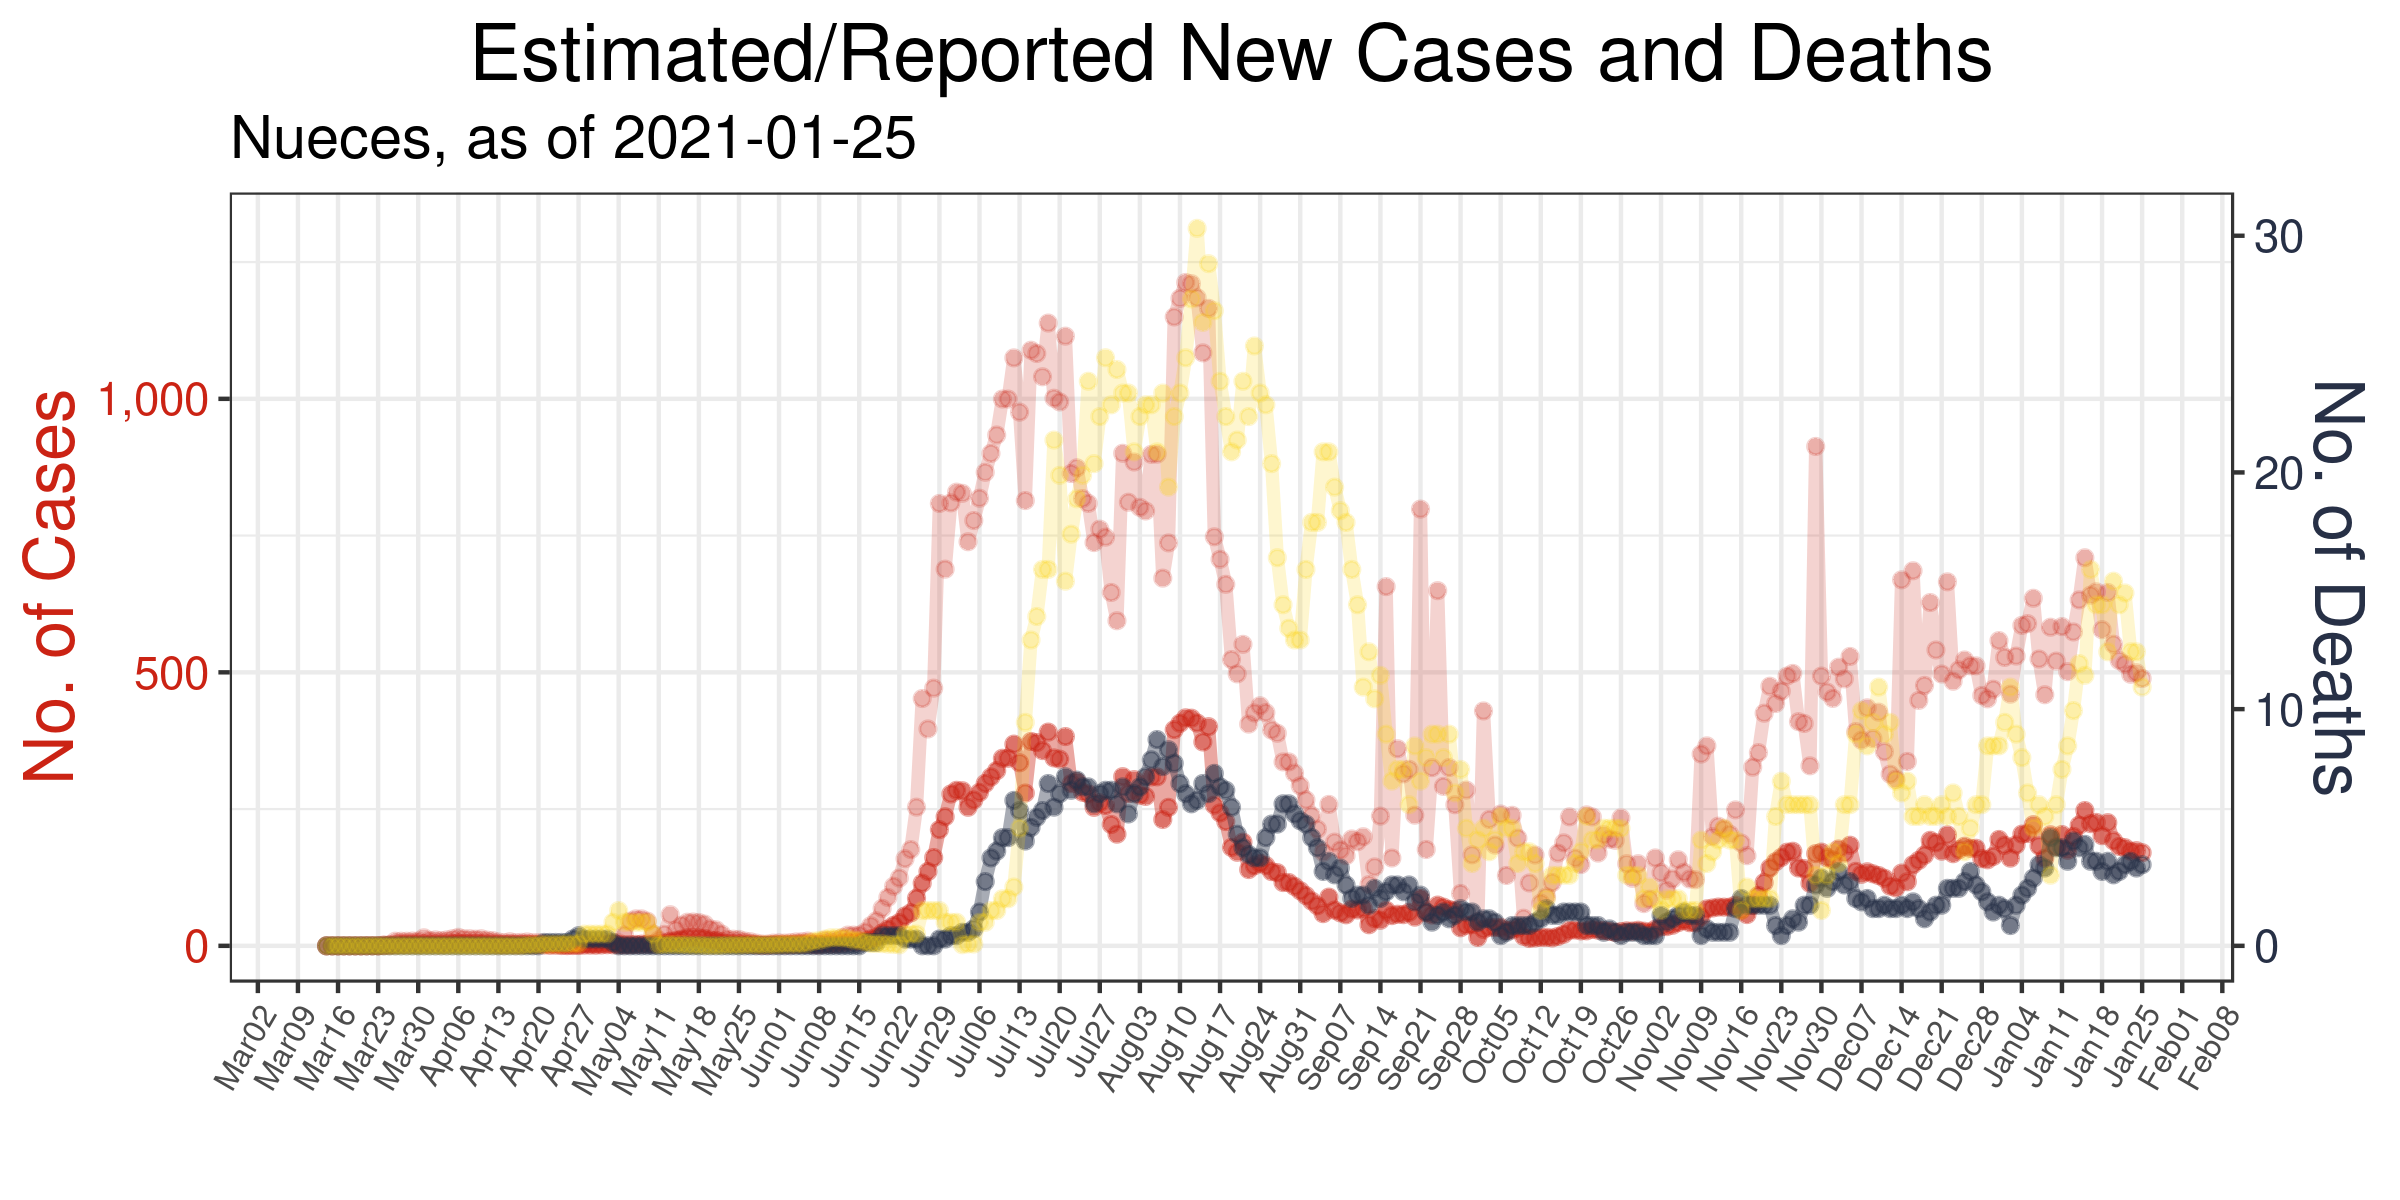 Estimated/Reported New Cases and Deaths
Nueces, as of 2021-01-25
No. of Cases
1,000
500
0
No. of Deaths
30
20
10
0
Mar02
Mar09
Mar16
Mar23
Mar30
Apr06
Apr13
Apr20
Apr27
May04
May11
May18
May25
Jun01
Jun08
Jun15
Jun22
Jun29
Jul06
Jul13
Jul20
Jul27
Aug03
Aug10
Aug17
Aug24
Aug31
Sep07
Sep14
Sep21
Sep28
Oct05
Oct12
Oct19
Oct26
Nov02
Nov09
Nov16
Nov23
Nov30
Dec07
Dec14
Dec21
Dec28
Jan04
Jan11
Jan18
Jan25
Feb01
Feb08